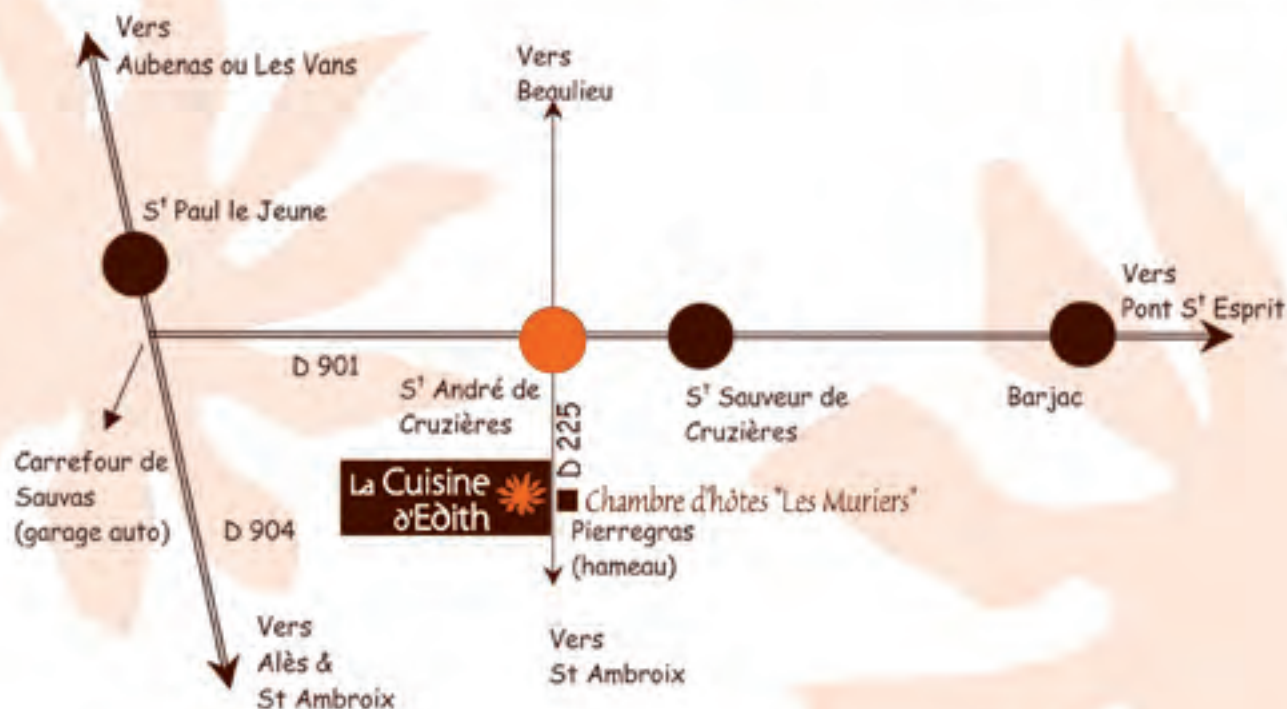 Vers
Aubenas ou Les Vans
Vers
Beaulieu
Sᵗ Paul le Jeune
Vers
Pont Sᵗ Esprit
D 901
Sᵗ André de
Cruzières
Sᵗ Sauveur de
Cruzières
Barjac
D 225
Carrefour de
Sauvas
(garage auto)
D 904
La Cuisine
d'Edith
Chambre d'hôtes "Les Muriers"
Pierregras
(hameau)
Vers
Alès &
St Ambroix
Vers
St Ambroix